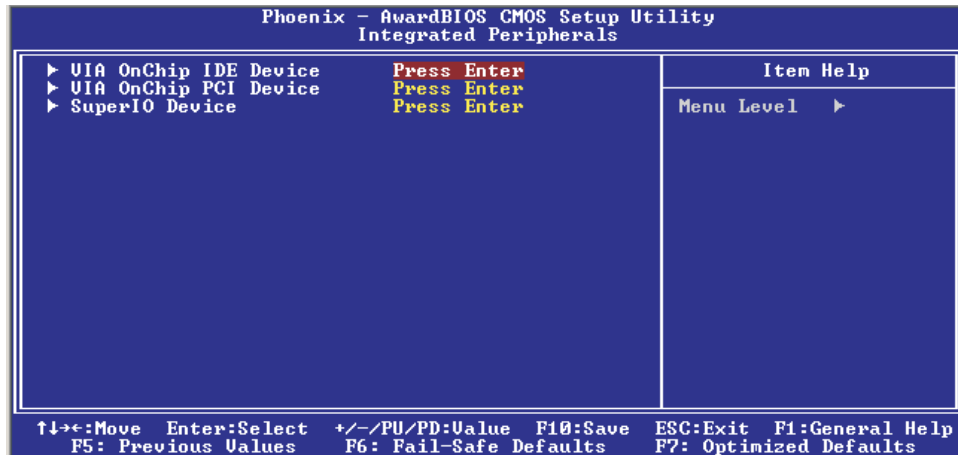 Phoenix - AwardBIOS CMOS Setup Utility
Integrated Peripherals
▶ VIA OnChip IDE Device Press Enter
▶ VIA OnChip PCI Device Press Enter
▶ SuperIO Device Press Enter
Item Help
Menu Level ▶
↑↓→←:Move Enter:Select +/-/PU/PD:Value F10:Save ESC:Exit F1:General Help
F5: Previous Values F6: Fail-Safe Defaults F7: Optimized Defaults